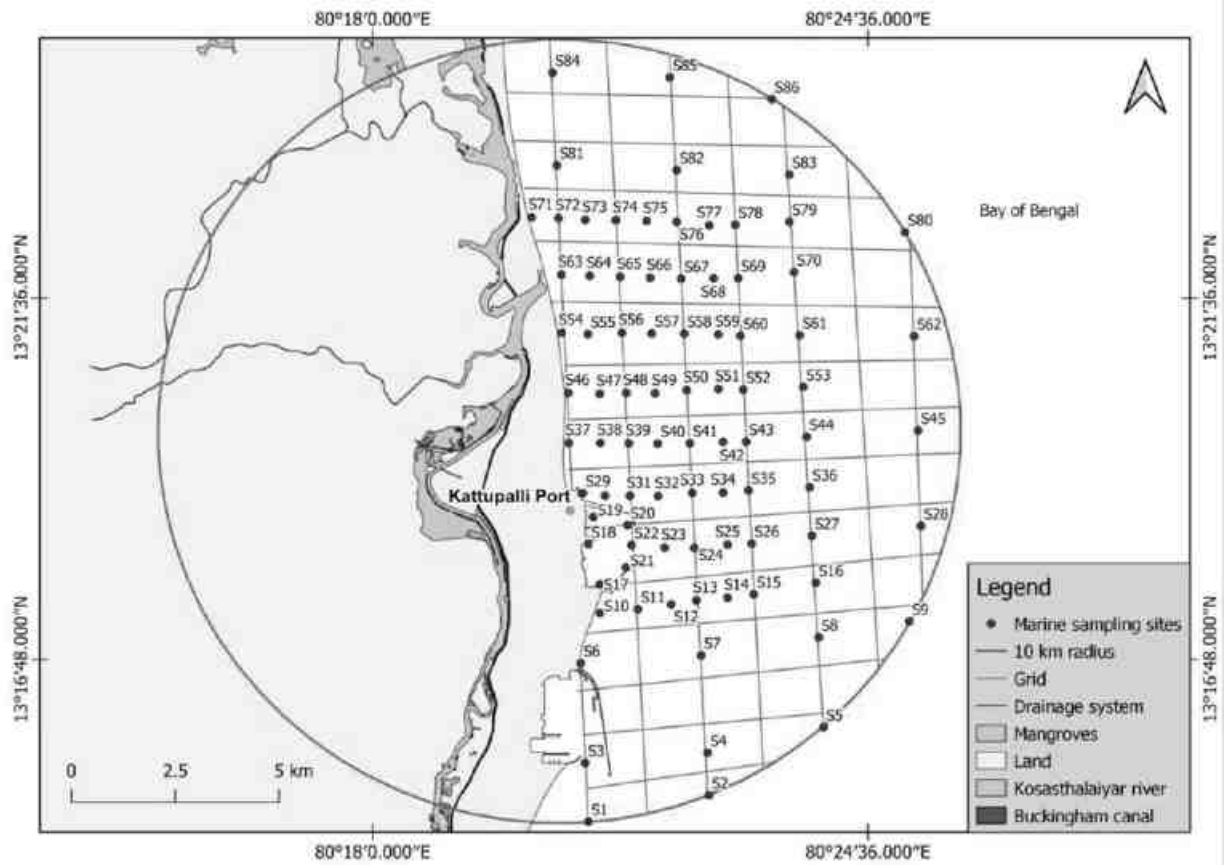 80°18'0.000"E 80°24'36.000"E
S84 S85
S86
S81 S82 S83
Bay of Bengal
S71 S72 S73 S74 S75 S77 S78 S79 S80
S76
13°21'36.000"N 13°21'36.000"N
S63 S64 S65 S66 S67 S69 S70
S68
S54 S55 S56 S57 S58 S59 S60 S61 S62
S46 S47 S48 S49 S50 S51 S52 S53
S37 S38 S39 S40 S41 S43 S44 S45
S42
Kattupalli Port S29 S31 S32 S33 S34 S35 S36
S19 S20
S18 S22 S23 S25 S26 S27 S28
S24
S21
S17
S10 S11 S13 S14 S15 S16
S12
S6 S7 S8 S9
13°16'48.000"N 13°16'48.000"N
S5
S3 S4
S2
S1
0 2.5 5 km
Legend
Marine sampling sites
10 km radius
Grid
Drainage system
Mangroves
Land
Kosasthalaiyar river
Buckingham canal
80°18'0.000"E 80°24'36.000"E